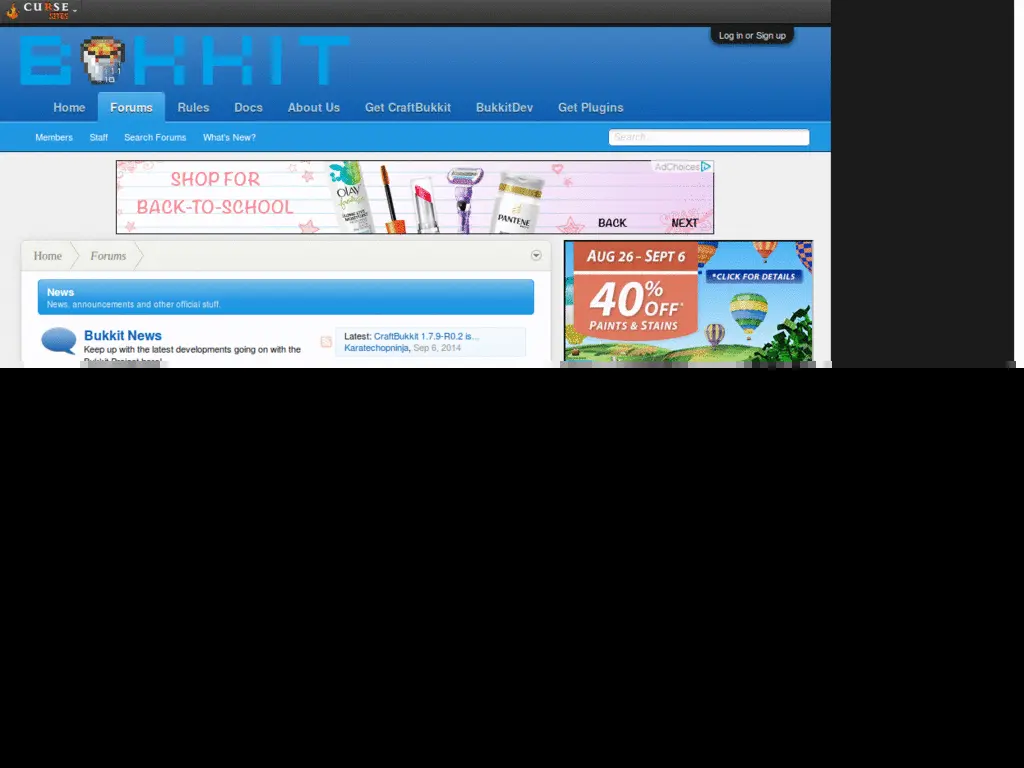 CURSE
SITES
Log in or Sign up
BUKKIT
Home Forums Rules Docs About Us Get CraftBukkit BukkitDev Get Plugins
Members Staff Search Forums What's New?
Search...
AdChoices
SHOP FOR
BACK-TO-SCHOOL
OLAY
PANTENE
BACK NEXT
Home Forums
AUG 26 - SEPT 6
40% OFF*
PAINTS & STAINS
*CLICK FOR DETAILS
News
News, announcements and other official stuff.
Bukkit News
Keep up with the latest developments going on with the
Bukkit Project here!
Latest: CraftBukkit 1.7.9-R0.2 is...
Karatechopninja, Sep 6, 2014